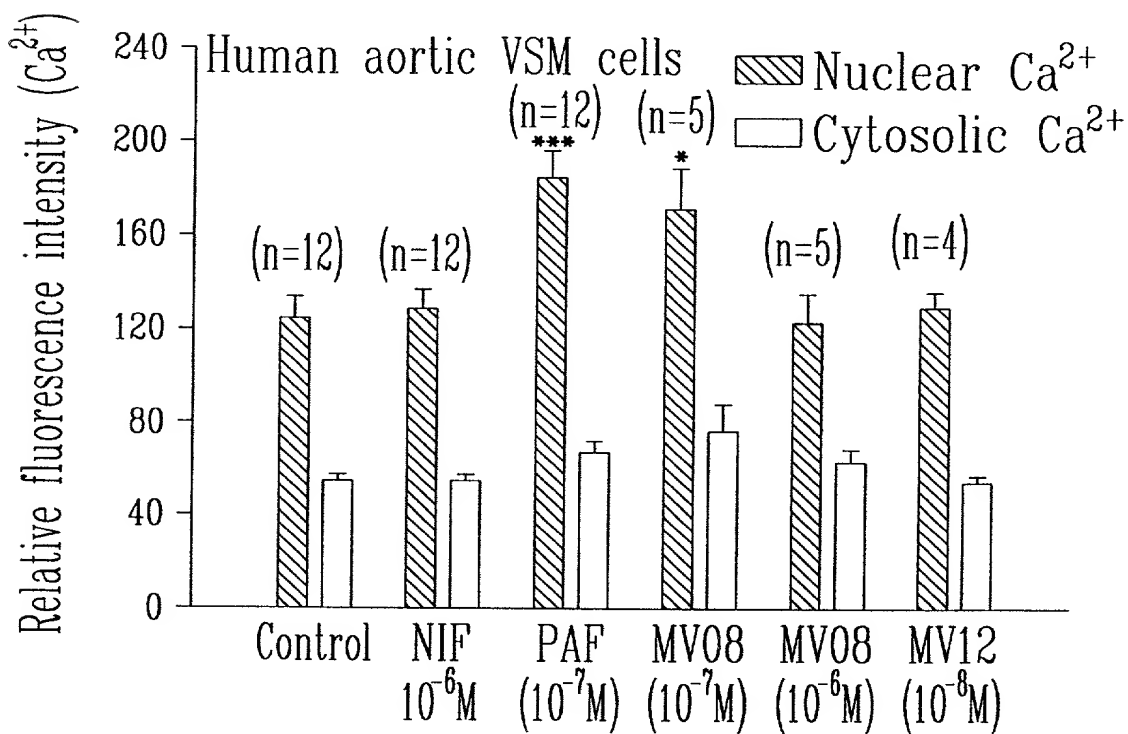 Human aortic VSM cells
Nuclear Ca²⁺
Cytosolic Ca²⁺
Relative fluorescence intensity (Ca²⁺)
240
200
160
120
80
40
0
(n=12)
(n=12)
(n=12)
***
(n=5)
*
(n=5)
(n=4)
Control
NIF
10⁻⁶M
PAF
(10⁻⁷M)
MV08
(10⁻⁷M)
MV08
(10⁻⁶M)
MV12
(10⁻⁸M)